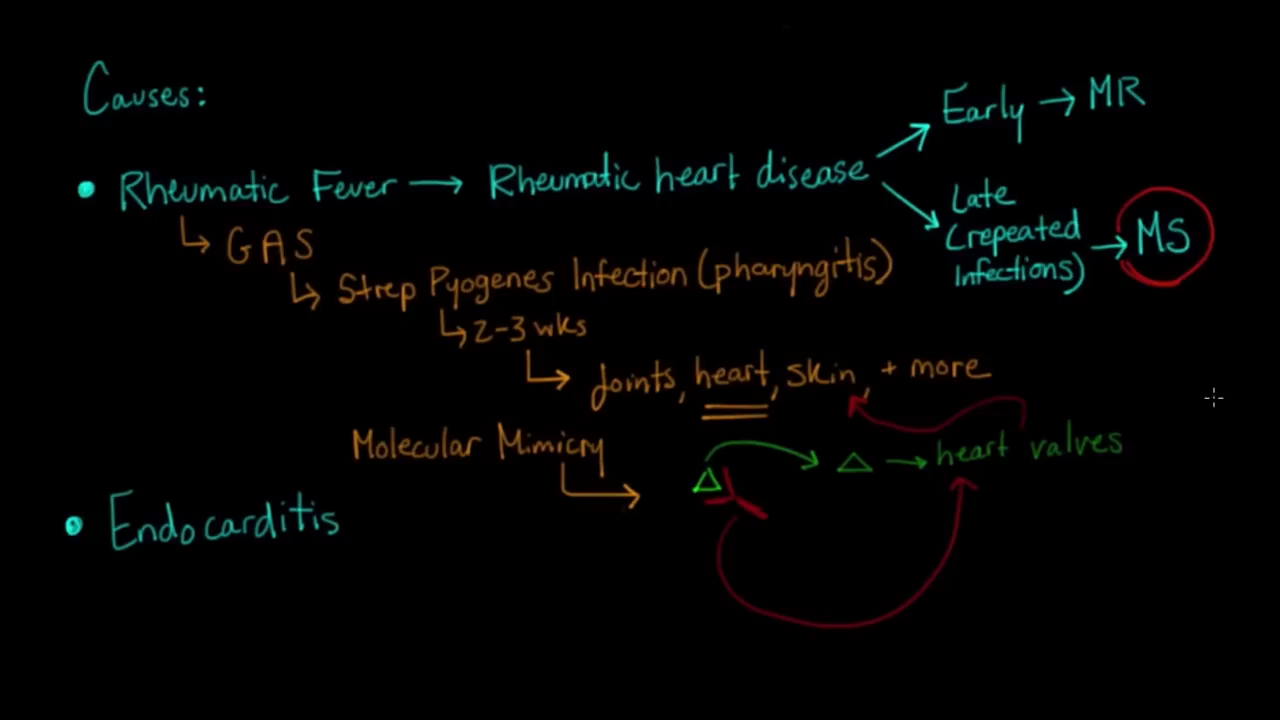 Causes:
Early → MR
• Rheumatic Fever → Rheumatic heart disease
Late
(repeated
Infections) → MS
↳ GAS
↳ Strep Pyogenes Infection (pharyngitis)
↳ 2-3 wks
↳ Joints, heart, skin, + more
Molecular Mimicry
△ → △ → heart valves
• Endocarditis